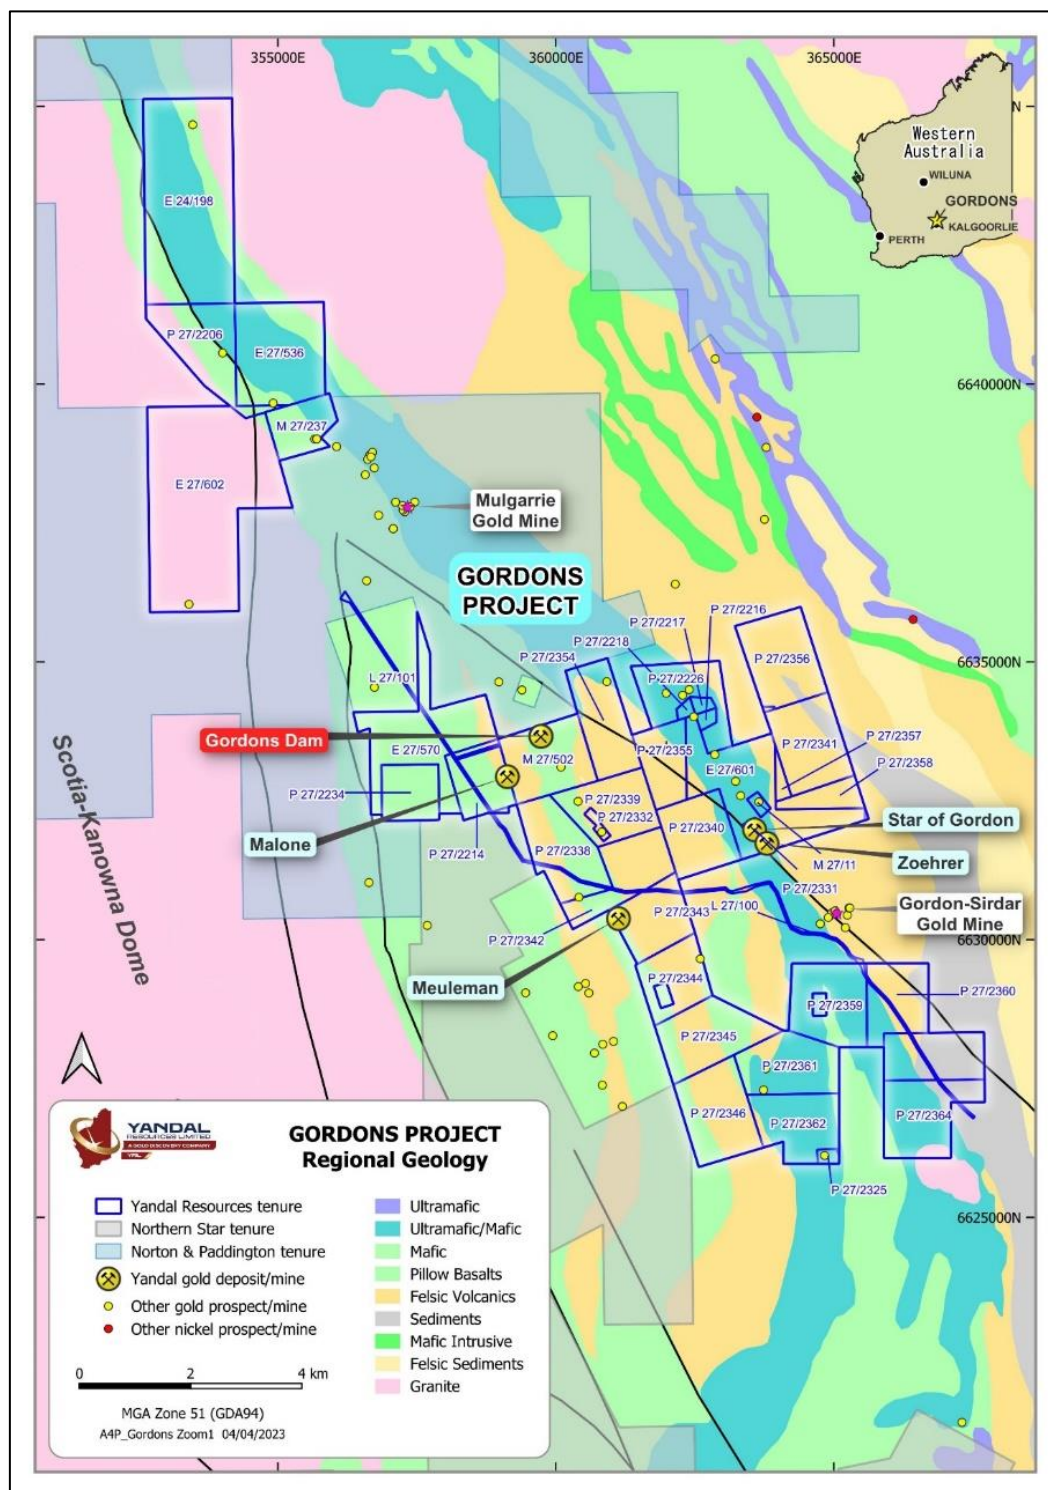 355000E
360000E
365000E
N
Western
Australia
WILUNA
GORDONS
KALGOORLIE
PERTH
E 24/198
P 27/2206
E 27/536
6640000N
M 27/237
E 27/602
Mulgarrie
Gold Mine
GORDONS
PROJECT
P 27/2216
P 27/2217
P 27/2218
P 27/2354
P 27/2356
6635000N
L 27/101
P 27/2226
Gordons Dam
E 27/570
M 27/502
P 27/2355
P 27/2341
P 27/2357
P 27/2358
E 27/601
P 27/2234
P 27/2339
P 27/2332
P 27/2340
Star of Gordon
Malone
P 27/2214
P 27/2338
M 27/11
Zoehrer
P 27/2331
L 27/100
Gordon-Sirdar
Gold Mine
P 27/2343
P 27/2342
6630000N
Scotia-Kanowna Dome
Meuleman
P 27/2344
P 27/2359
P 27/2360
P 27/2345
P 27/2361
P 27/2346
P 27/2362
P 27/2364
P 27/2325
6625000N
YANDAL
RESOURCES LIMITED
A GOLD DISCOVERY COMPANY
YRL
GORDONS PROJECT
Regional Geology
Yandal Resources tenure
Northern Star tenure
Norton & Paddington tenure
Yandal gold deposit/mine
Other gold prospect/mine
Other nickel prospect/mine
0 2 4 km
MGA Zone 51 (GDA94)
A4P_Gordons Zoom1 04/04/2023
Ultramafic
Ultramafic/Mafic
Mafic
Pillow Basalts
Felsic Volcanics
Sediments
Mafic Intrusive
Felsic Sediments
Granite